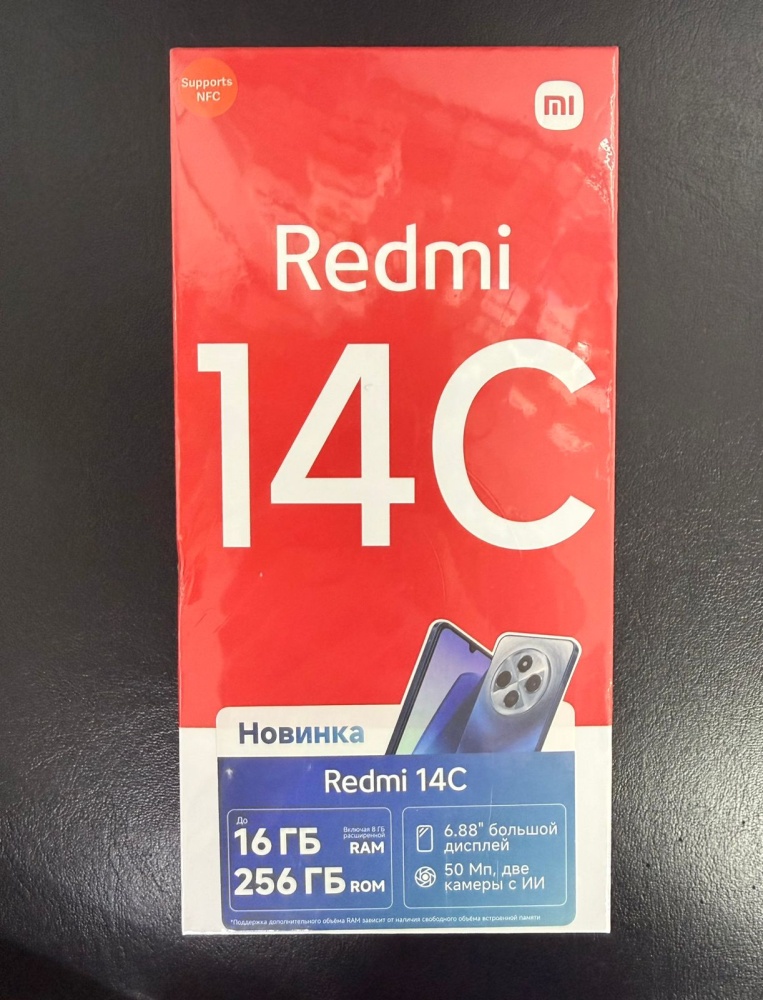 Supports
NFC
mi
Redmi
14C
Новинка
Redmi 14C
До
16 ГБ
Включая 8 ГБ
расширенной
RAM
256 ГБ ROM
6.88" большой
дисплей
50 Мп, две
камеры с ИИ
*Поддержка дополнительного объёма RAM зависит от наличия свободного объёма встроенной памяти